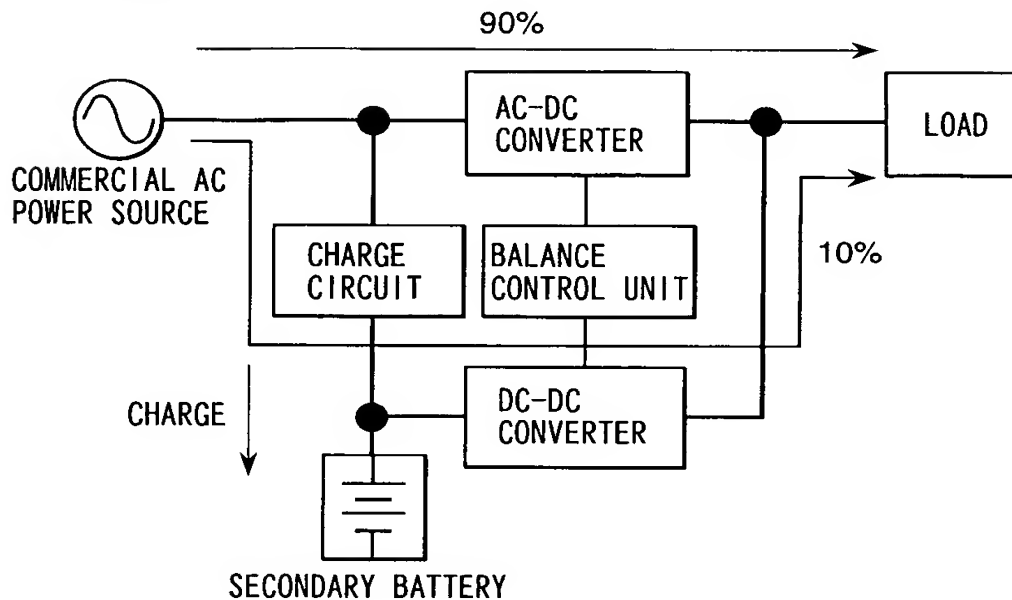 90%
AC-DC
CONVERTER
LOAD
COMMERCIAL AC
POWER SOURCE
CHARGE
CIRCUIT
BALANCE
CONTROL UNIT
10%
CHARGE
DC-DC
CONVERTER
SECONDARY BATTERY